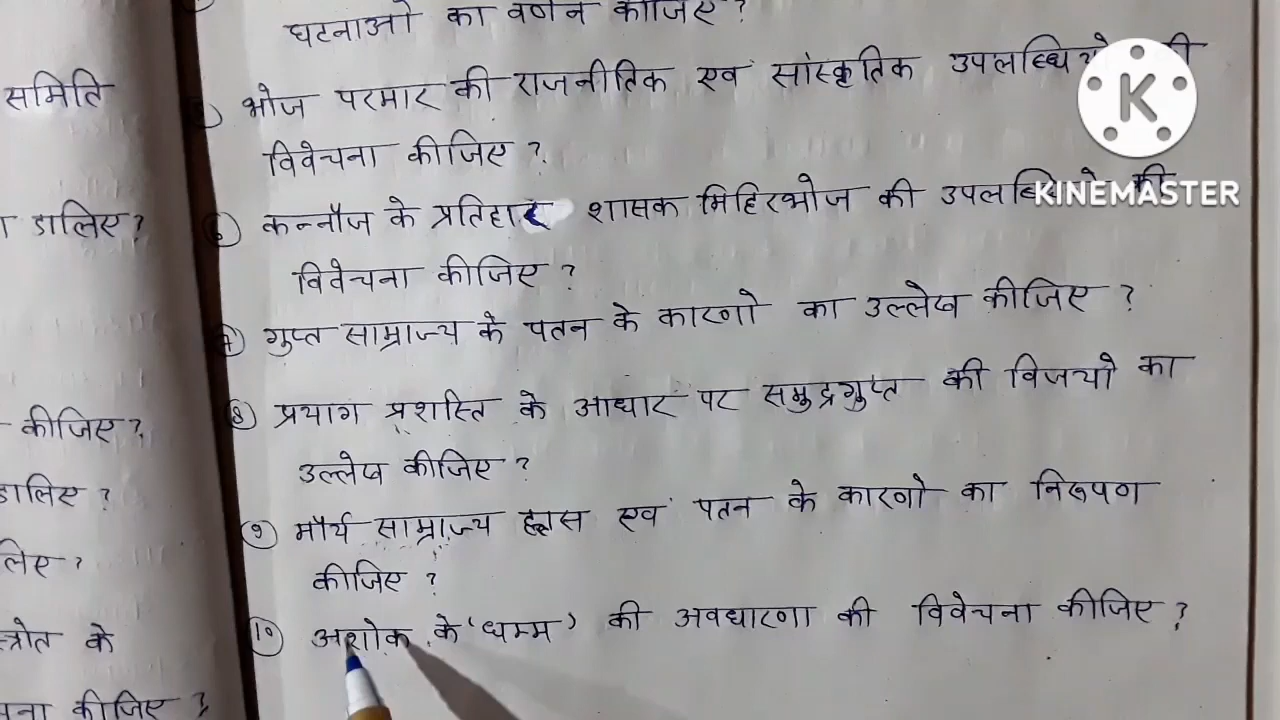 घटनाओ का वर्णन कीजिए ?
समिति
भोज परमार की राजनीतिक एवं सांस्कृतिक
विवेचना कीजिए ?
KINEMASTER
डालिए ?
⑥ कन्नौज के प्रतिहार शासक मिहिरभोज की
विवेचना कीजिए ?
⑦ गुप्त साम्राज्य के पतन के कारणो का उल्लेख कीजिए ?
कीजिए ?
⑧ प्रयाग प्रशस्ति के आधार पर समुद्रगुप्त की विजयो का
उल्लेख कीजिए ?
डालिए ?
⑨ मौर्य साम्राज्य ह्रास एवं पतन के कारणो का निरूपण
कीजिए ?
लिए ?
⑩ अशोक के 'धम्म' की अवधारणा की विवेचना कीजिए ?
स्त्रोत के
कीजिए ?